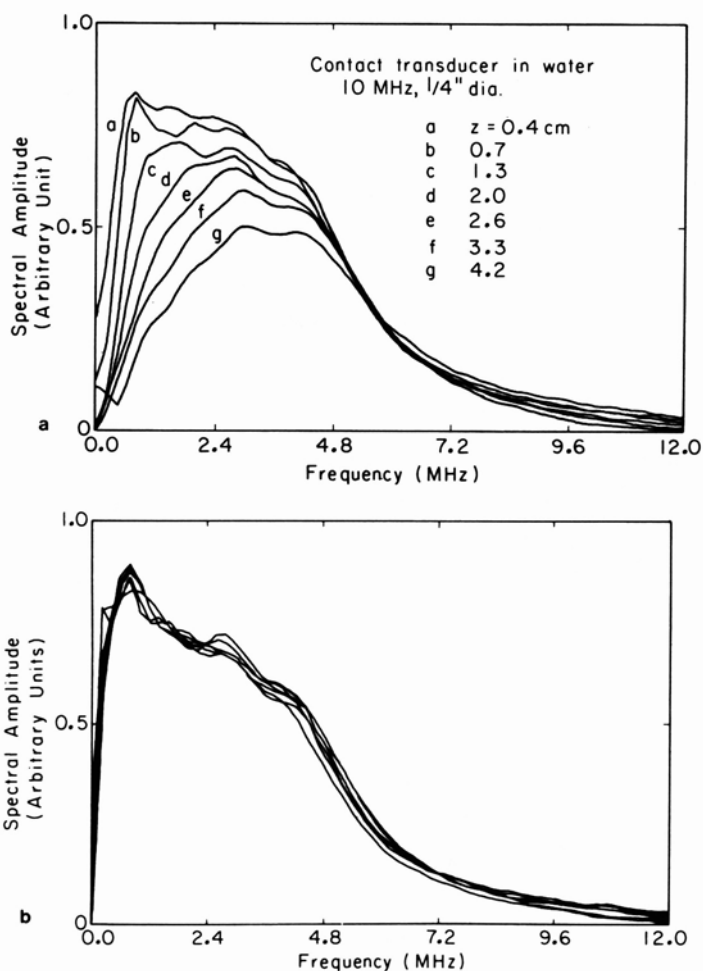 1.0
Contact transducer in water
10 MHz, 1/4" dia.
a z = 0.4 cm
b 0.7
c 1.3
d 2.0
e 2.6
f 3.3
g 4.2
a
b
c
d
e
f
g
Spectral Amplitude
(Arbitrary Unit)
0.5
0
a
0.0 2.4 4.8 7.2 9.6 12.0
Frequency (MHz)
1.0
Spectral Amplitude
(Arbitrary Units)
0.5
0
b
0.0 2.4 4.8 7.2 9.6 12.0
Frequency (MHz)